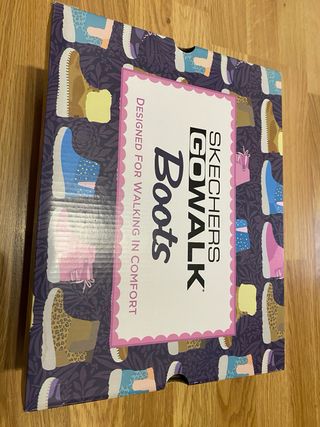 SKECHERS
GOWALK
Boots
DESIGNED FOR WALKING IN COMFORT